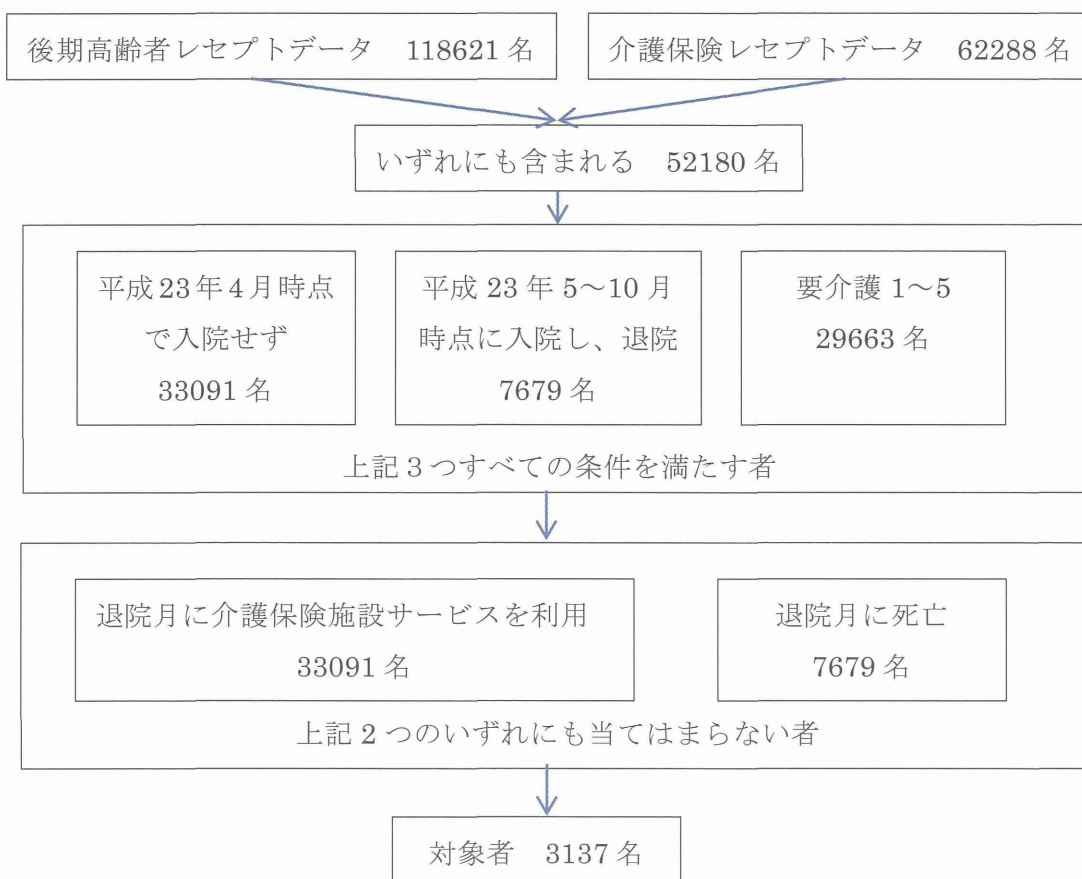 後期高齢者レセプトデータ　118621 名
介護保険レセプトデータ　62288 名
いずれにも含まれる　52180 名
平成 23 年 4 月時点
で入院せず
33091 名
平成 23 年 5～10 月
時点に入院し、退院
7679 名
要介護 1～5
29663 名
上記 3 つすべての条件を満たす者
退院月に介護保険施設サービスを利用
33091 名
退院月に死亡
7679 名
上記 2 つのいずれにも当てはまらない者
対象者　3137 名